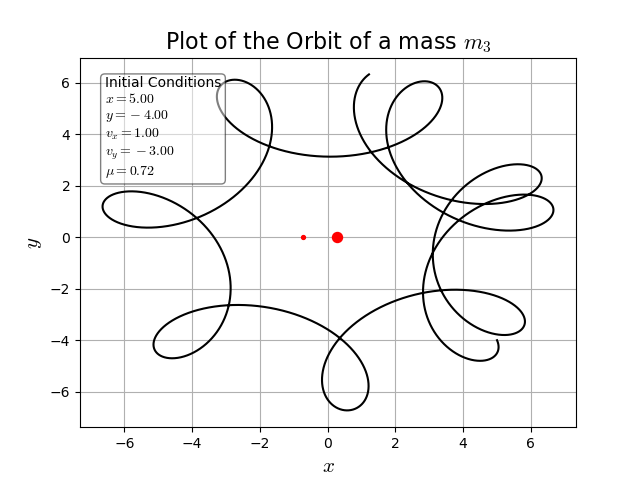 Plot of the Orbit of a mass m₃
Initial Conditions
x = 5.00
y = − 4.00
vₓ = 1.00
v_y = − 3.00
μ = 0.72
6
4
2
0
−2
−4
−6
y
−6
−4
−2
0
2
4
6
x